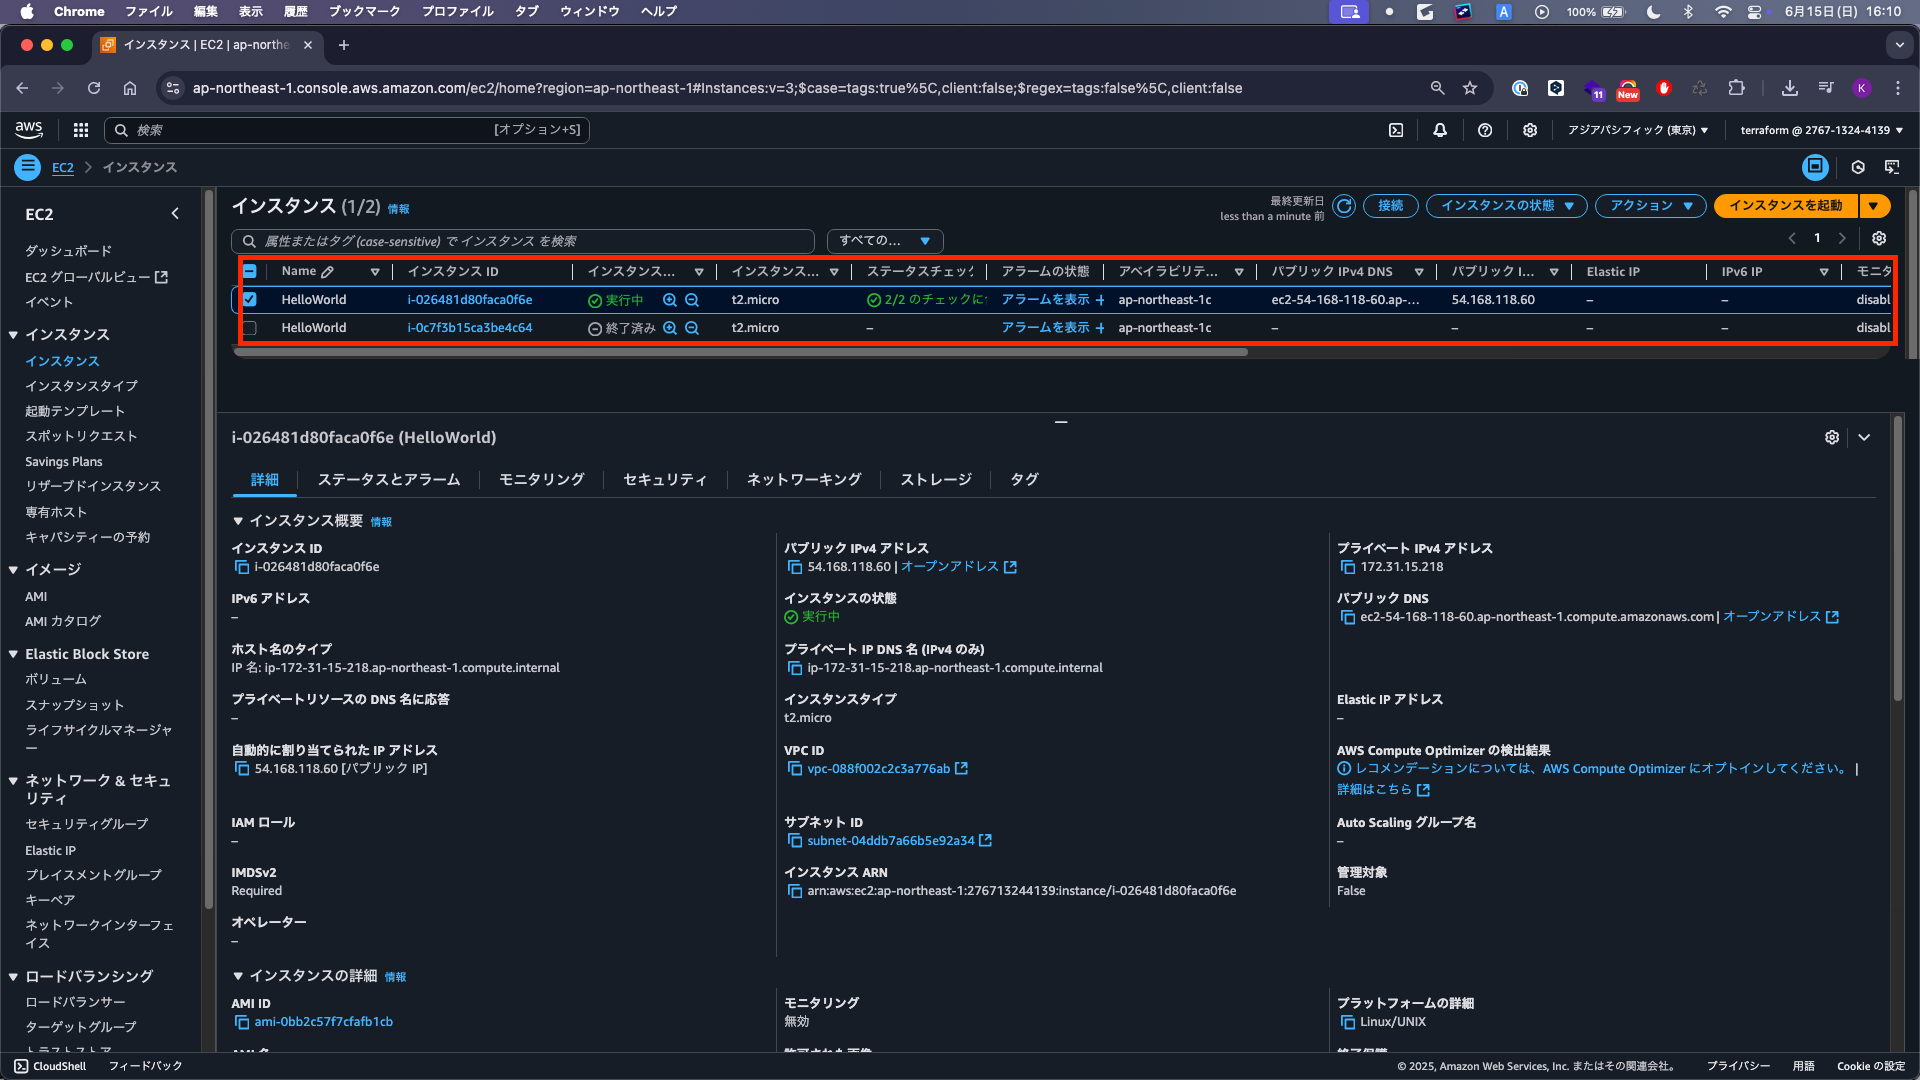 Chrome ファイル 編集 表示 履歴 ブックマーク プロファイル タブ ウィンドウ ヘルプ
A 100% 6月15日(日) 16:10
インスタンス | EC2 | ap-northe
ap-northeast-1.console.aws.amazon.com/ec2/home?region=ap-northeast-1#Instances:v=3;$case=tags:true%5C,client:false;$regex=tags:false%5C,client:false
11 New K
aws 検索 [オプション+S] アジアパシフィック (東京) terraform @ 2767-1324-4139
EC2 インスタンス
EC2
ダッシュボード
EC2 グローバルビュー
イベント
インスタンス
インスタンス
インスタンスタイプ
起動テンプレート
スポットリクエスト
Savings Plans
リザーブドインスタンス
専有ホスト
キャパシティーの予約
イメージ
AMI
AMI カタログ
Elastic Block Store
ボリューム
スナップショット
ライフサイクルマネージャ
ー
ネットワーク & セキュ
リティ
セキュリティグループ
Elastic IP
プレイスメントグループ
キーペア
ネットワークインターフェ
イス
ロードバランシング
ロードバランサー
ターゲットグループ
トラストストア
インスタンス (1/2) 情報
最終更新日
less than a minute 前
接続 インスタンスの状態 アクション インスタンスを起動
属性またはタグ (case-sensitive) で インスタンス を検索 すべての...
1
Name インスタンス ID インスタンス... インスタンス... ステータスチェック アラームの状態 アベイラビリテ... パブリック IPv4 DNS パブリック I... Elastic IP IPv6 IP モニタ
HelloWorld i-026481d80faca0f6e 実行中 t2.micro 2/2 のチェックに アラームを表示 + ap-northeast-1c ec2-54-168-118-60.ap-... 54.168.118.60 – – disabl
HelloWorld i-0c7f3b15ca3be4c64 終了済み t2.micro – アラームを表示 + ap-northeast-1c – – – – disabl
i-026481d80faca0f6e (HelloWorld)
詳細 ステータスとアラーム モニタリング セキュリティ ネットワーキング ストレージ タグ
インスタンス概要 情報
インスタンス ID
i-026481d80faca0f6e
パブリック IPv4 アドレス
54.168.118.60 | オープンアドレス
プライベート IPv4 アドレス
172.31.15.218
IPv6 アドレス
–
インスタンスの状態
実行中
パブリック DNS
ec2-54-168-118-60.ap-northeast-1.compute.amazonaws.com | オープンアドレス
ホスト名のタイプ
IP 名: ip-172-31-15-218.ap-northeast-1.compute.internal
プライベート IP DNS 名 (IPv4 のみ)
ip-172-31-15-218.ap-northeast-1.compute.internal
プライベートリソースの DNS 名に応答
–
インスタンスタイプ
t2.micro
Elastic IP アドレス
–
自動的に割り当てられた IP アドレス
54.168.118.60 [パブリック IP]
VPC ID
vpc-088f002c2c3a776ab
AWS Compute Optimizer の検出結果
レコメンデーションについては、AWS Compute Optimizer にオプトインしてください。 |
詳細はこちら
IAM ロール
–
サブネット ID
subnet-04ddb7a66b5e92a34
Auto Scaling グループ名
–
IMDSv2
Required
インスタンス ARN
arn:aws:ec2:ap-northeast-1:276713244139:instance/i-026481d80faca0f6e
管理対象
False
オペレーター
–
インスタンスの詳細 情報
AMI ID
ami-0bb2c57f7cfafb1cb
モニタリング
無効
プラットフォームの詳細
Linux/UNIX
AMI 名
許可された画像
終了保護
CloudShell フィードバック © 2025, Amazon Web Services, Inc. またはその関連会社。 プライバシー 用語 Cookie の設定